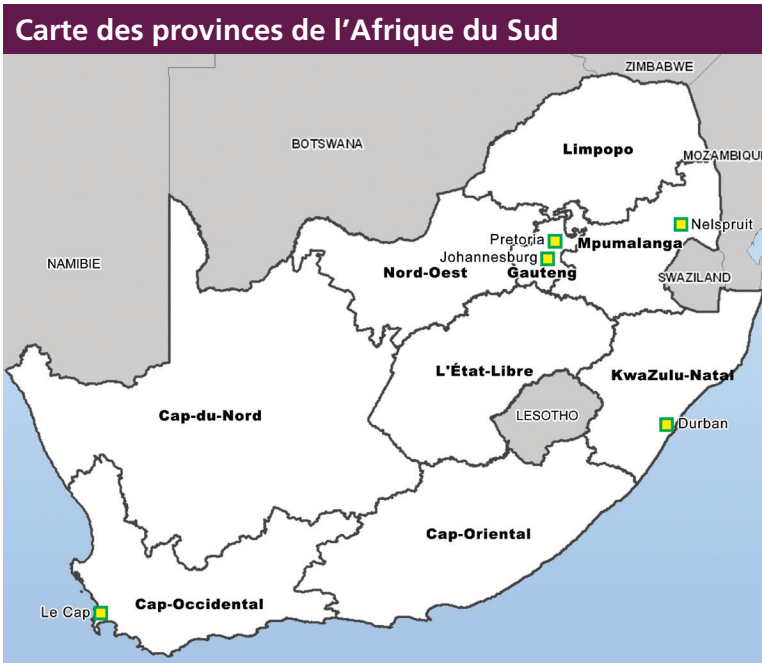 Carte des provinces de l’Afrique du Sud
ZIMBABWE
BOTSWANA
Limpopo
MOZAMBIQU
Nelspruit
Pretoria
Mpumalanga
Johannesburg
NAMIBIE
Nord-Oest
Gauteng
SWAZILAND
L'État-Libre
KwaZulu-Natal
Cap-du-Nord
LESOTHO
Durban
Cap-Oriental
Cap-Occidental
Le Cap